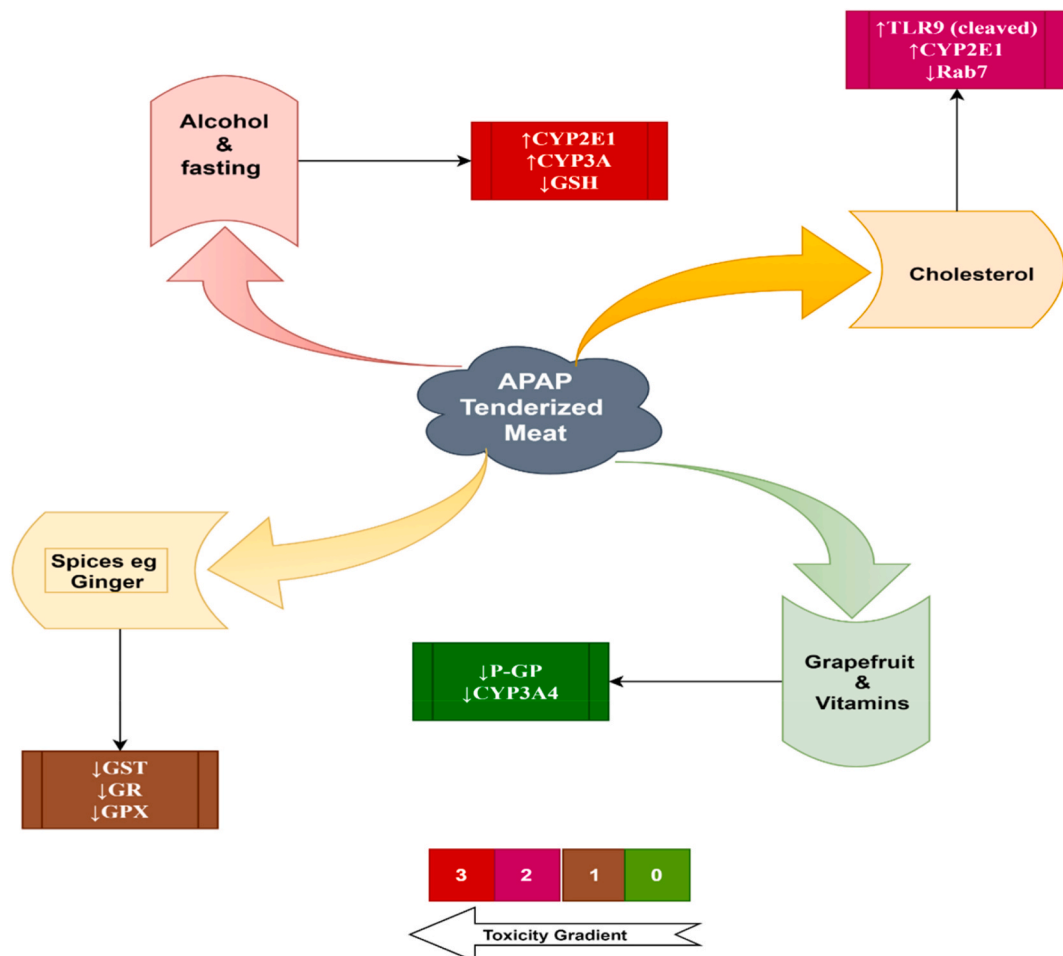 ↑TLR9 (cleaved)
↑CYP2E1
↓Rab7
Alcohol
&
fasting
↑CYP2E1
↑CYP3A
↓GSH
Cholesterol
APAP
Tenderized
Meat
Spices eg
Ginger
↓P-GP
↓CYP3A4
Grapefruit
&
Vitamins
↓GST
↓GR
↓GPX
3 2 1 0
Toxicity Gradient